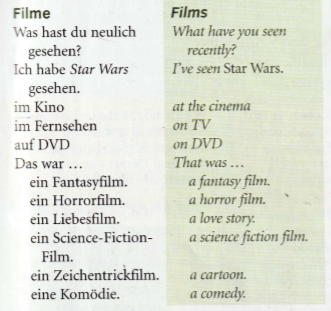 Filme
Films
Was hast du neulich
What have you seen
gesehen?
recently?
Ich habe Star Wars
I've seen Star Wars.
gesehen.
im Kino
at the cinema
im Fernsehen
on TV
auf DVD
on DVD
Das war ...
That was ...
ein Fantasyfilm.
a fantasy film.
ein Horrorfilm.
a horror film.
ein Liebesfilm.
a love story.
ein Science-Fiction-
a science fiction film.
Film.
ein Zeichentrickfilm.
a cartoon.
eine Komödie.
a comedy.